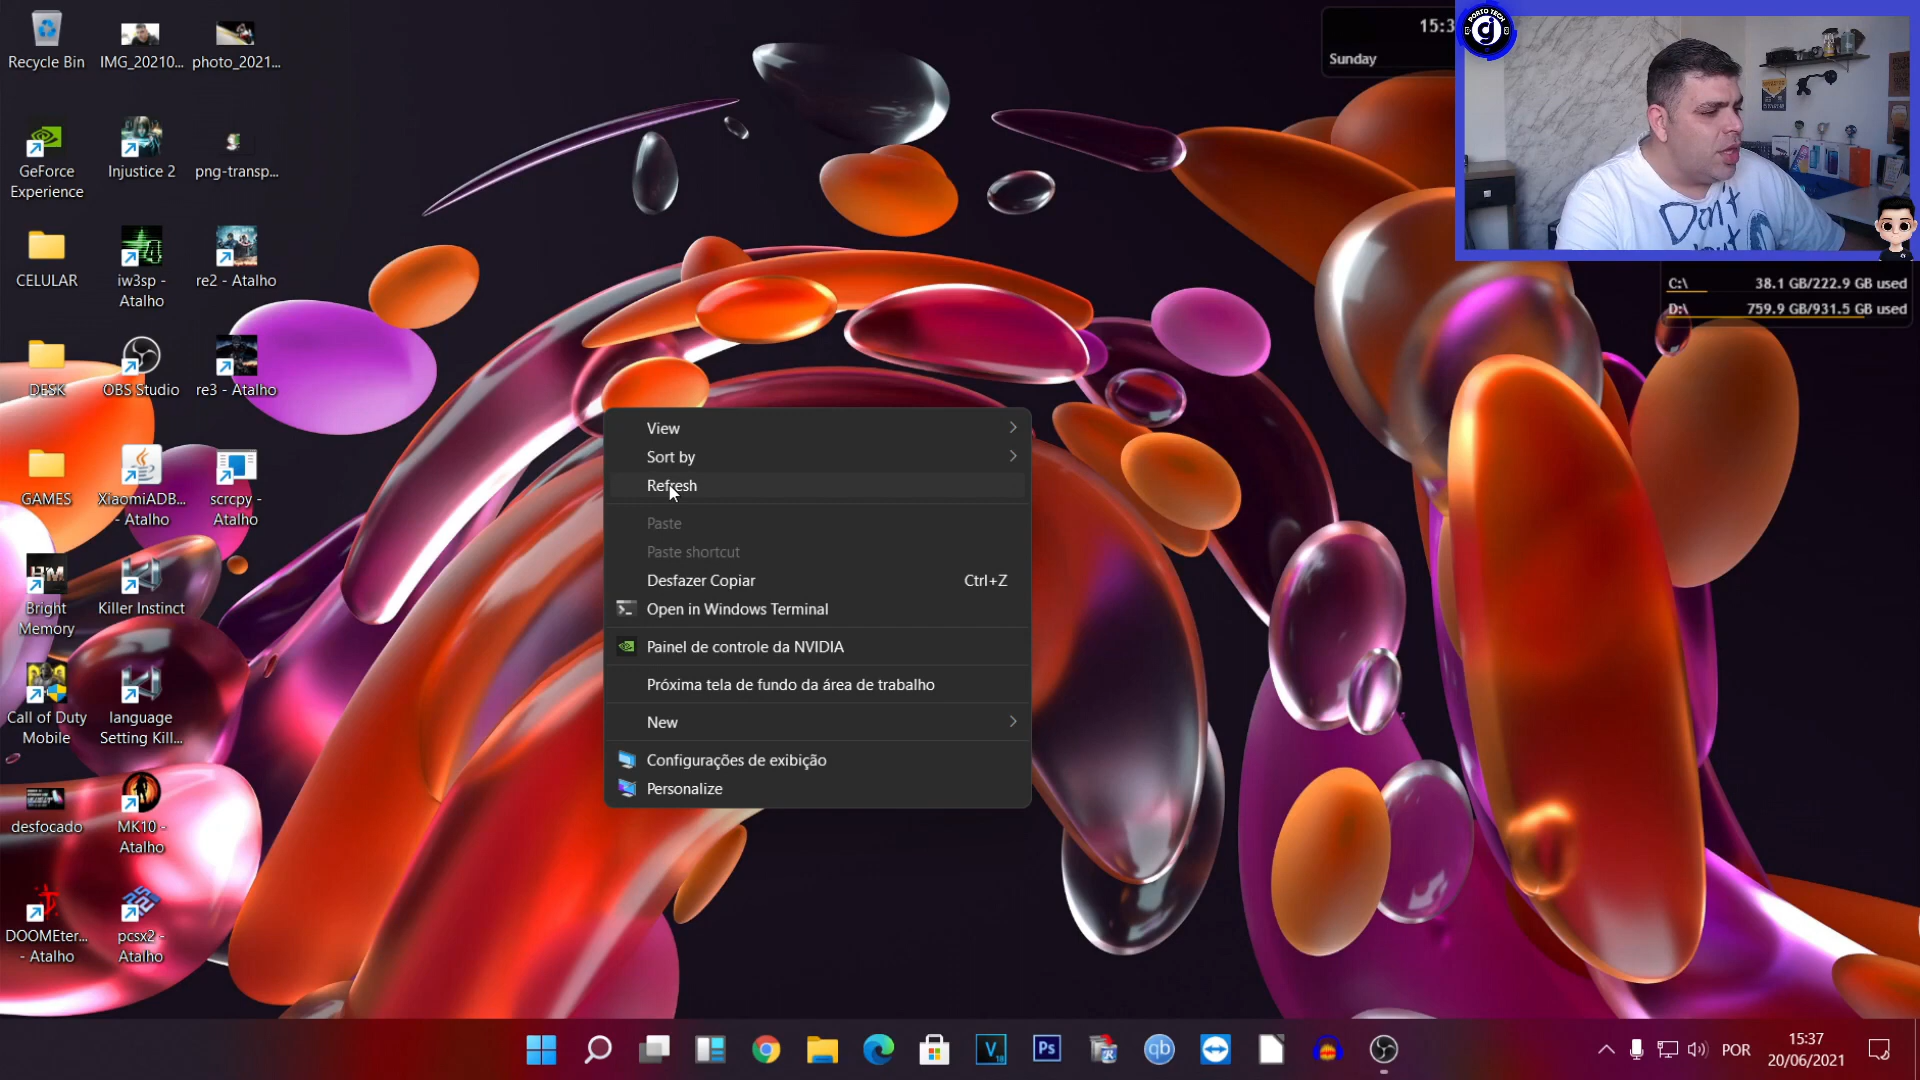 Recycle Bin
IMG_20210...
photo_2021...
GeForce
Experience
Injustice 2
png-transp...
CELULAR
iw3sp -
Atalho
re2 - Atalho
DESK
OBS Studio
re3 - Atalho
GAMES
XiaomiADB...
- Atalho
scrcpy -
Atalho
Bright
Memory
Killer Instinct
Call of Duty
Mobile
language
Setting Kill...
desfocado
MK10 -
Atalho
DOOMEter...
- Atalho
pcsx2 -
Atalho
View
Sort by
Refresh
Paste
Paste shortcut
Desfazer Copiar Ctrl+Z
Open in Windows Terminal
Painel de controle da NVIDIA
Próxima tela de fundo da área de trabalho
New
Configurações de exibição
Personalize
15:3
Sunday
PORTO TECH
Don't
C:\ 38.1 GB/222.9 GB used
D:\ 759.9 GB/931.5 GB used
Ps
qb
POR
15:37
20/06/2021